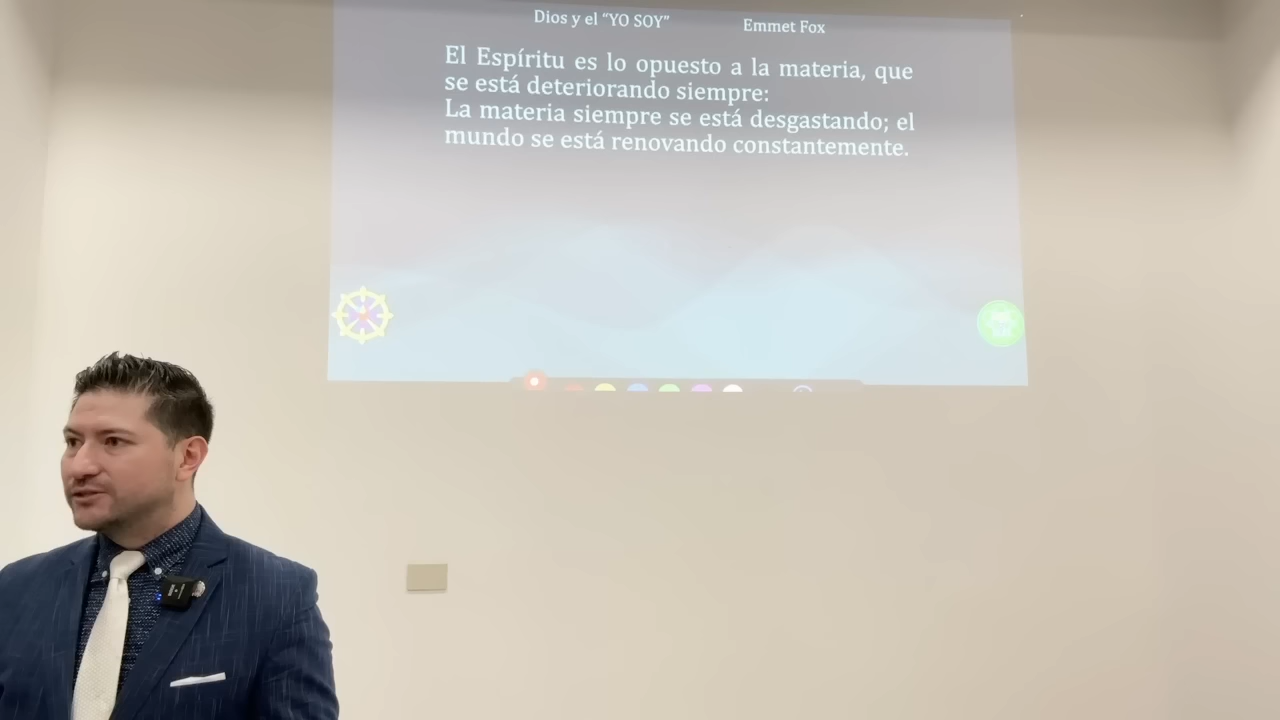 Dios y el “YO SOY” Emmet Fox
El Espíritu es lo opuesto a la materia, que
se está deteriorando siempre:
La materia siempre se está desgastando; el
mundo se está renovando constantemente.